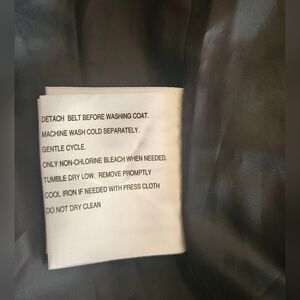 DETACH BELT BEFORE WASHING COAT.
MACHINE WASH COLD SEPARATELY.
GENTLE CYCLE.
ONLY NON-CHLORINE BLEACH WHEN NEEDED.
TUMBLE DRY LOW. REMOVE PROMPTLY
COOL IRON IF NEEDED WITH PRESS CLOTH
DO NOT DRY CLEAN